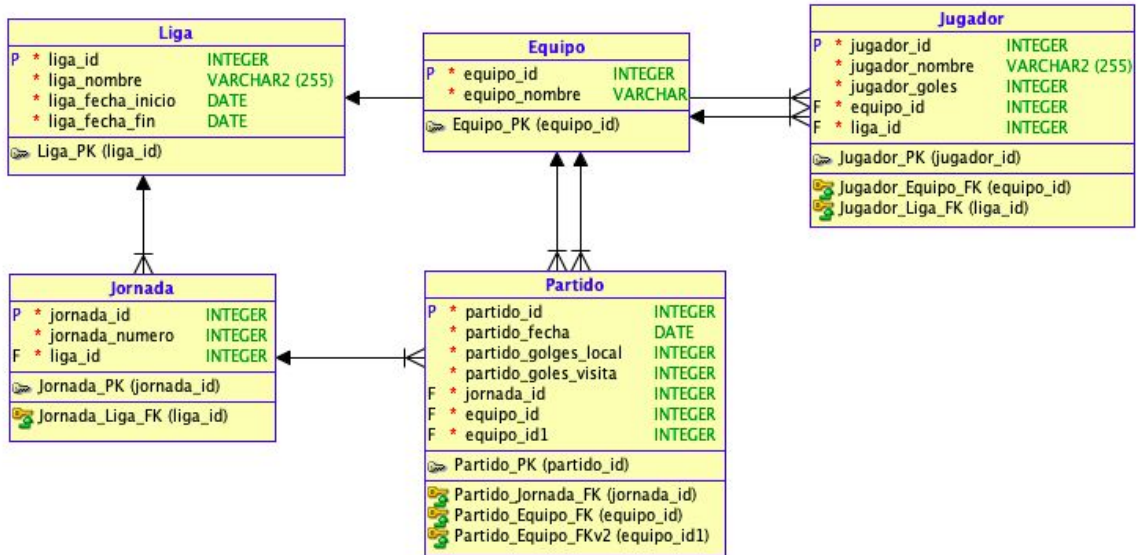 Liga
P * liga_id INTEGER
* liga_nombre VARCHAR2 (255)
* liga_fecha_inicio DATE
* liga_fecha_fin DATE
Liga_PK (liga_id)
Equipo
P * equipo_id INTEGER
* equipo_nombre VARCHAR
Equipo_PK (equipo_id)
Jugador
P * jugador_id INTEGER
* jugador_nombre VARCHAR2 (255)
* jugador_goles INTEGER
F * equipo_id INTEGER
F * liga_id INTEGER
Jugador_PK (jugador_id)
Jugador_Equipo_FK (equipo_id)
Jugador_Liga_FK (liga_id)
Jornada
P * jornada_id INTEGER
* jornada_numero INTEGER
F * liga_id INTEGER
Jornada_PK (jornada_id)
Jornada_Liga_FK (liga_id)
Partido
P * partido_id INTEGER
* partido_fecha DATE
* partido_golges_local INTEGER
* partido_goles_visita INTEGER
F * jornada_id INTEGER
F * equipo_id INTEGER
F * equipo_id1 INTEGER
Partido_PK (partido_id)
Partido_Jornada_FK (jornada_id)
Partido_Equipo_FK (equipo_id)
Partido_Equipo_FKv2 (equipo_id1)